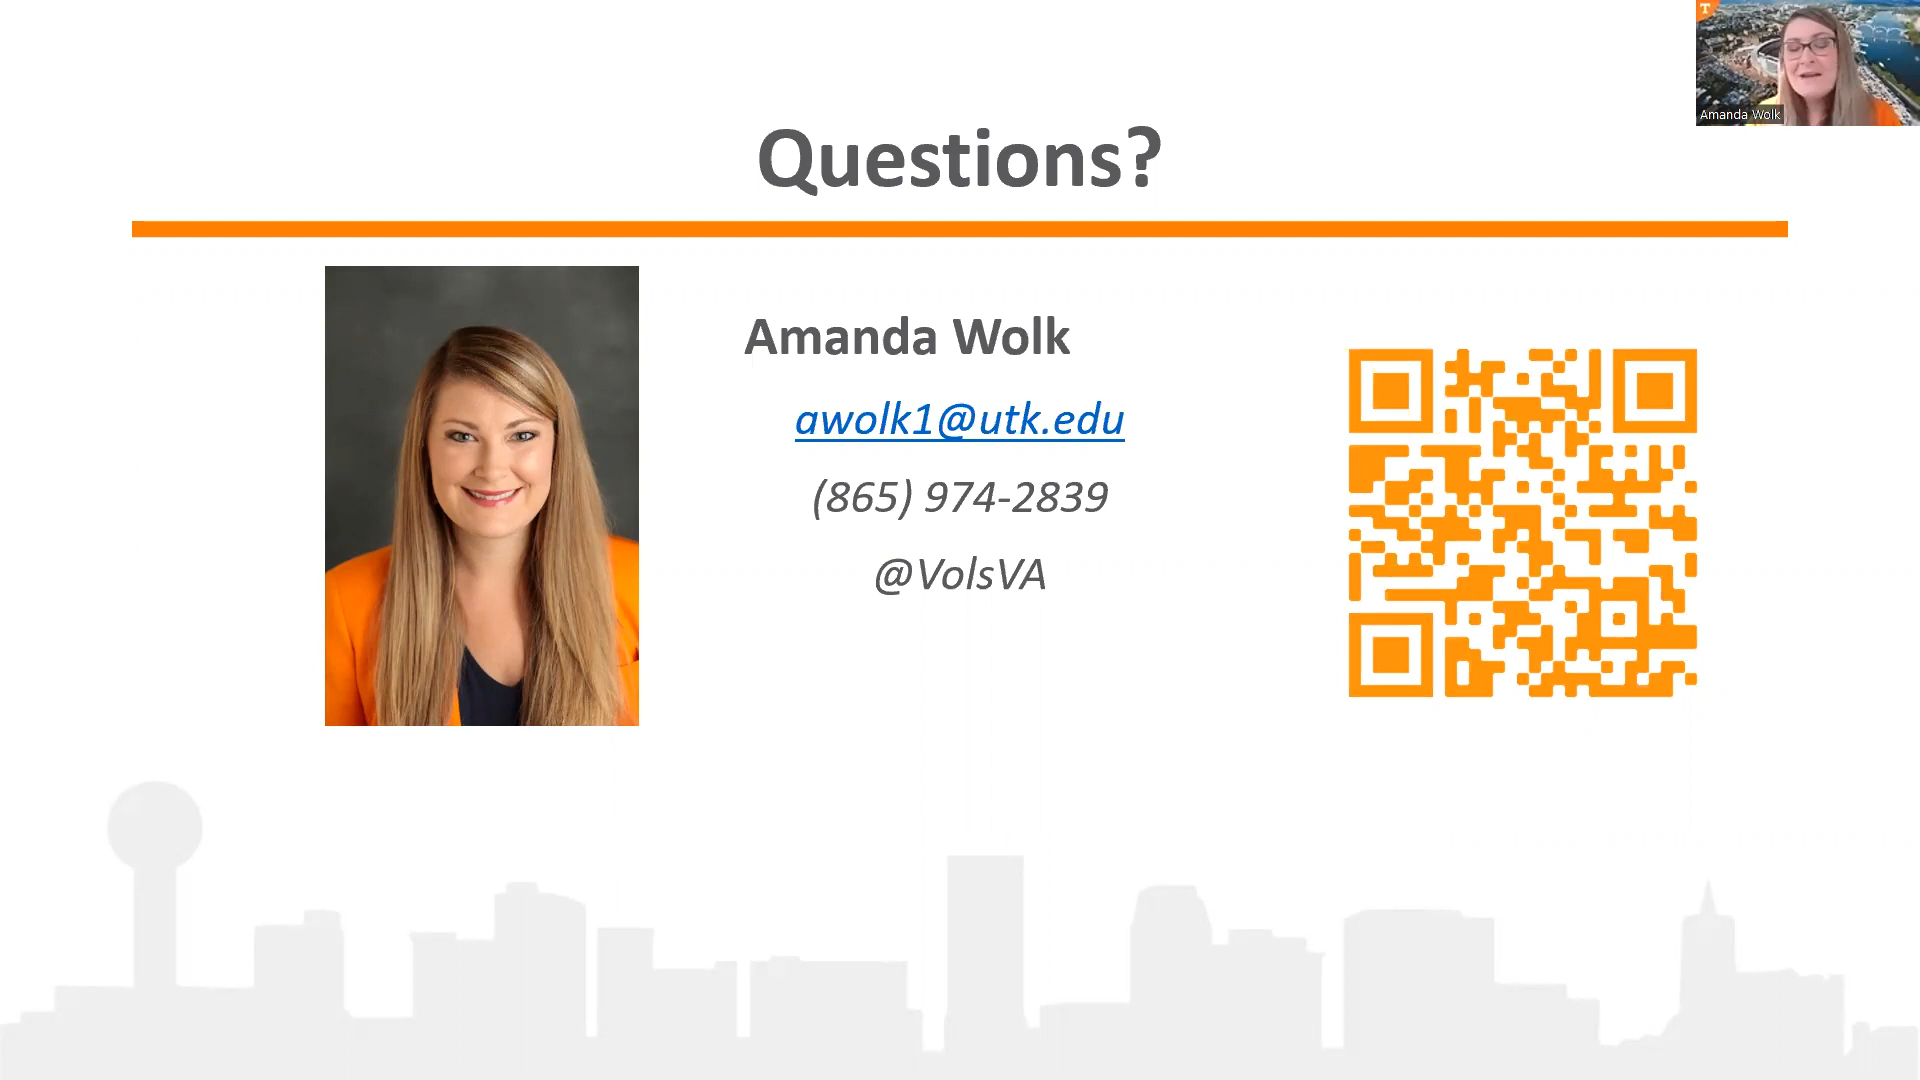 T
Amanda Wolk
Questions?
Amanda Wolk
awolk1@utk.edu
(865) 974-2839
@VolsVA